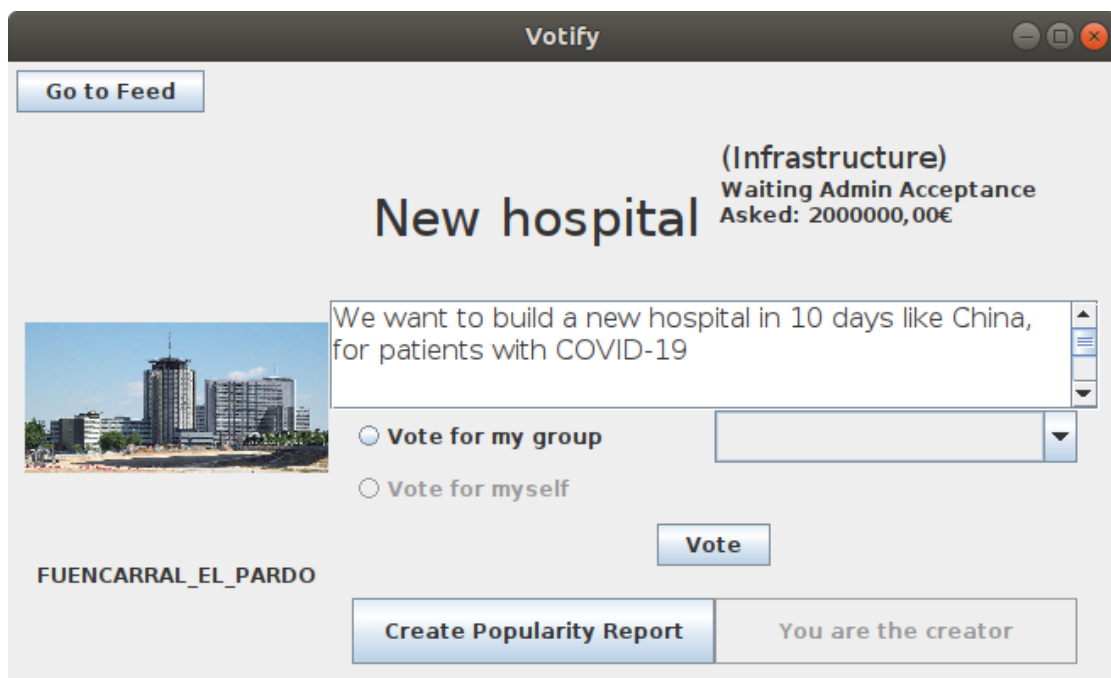 Votify
Go to Feed
(Infrastructure)
New hospital
Waiting Admin Acceptance
Asked: 2000000,00€
We want to build a new hospital in 10 days like China,
for patients with COVID-19
Vote for my group
Vote for myself
Vote
FUENCARRAL_EL_PARDO
Create Popularity Report
You are the creator